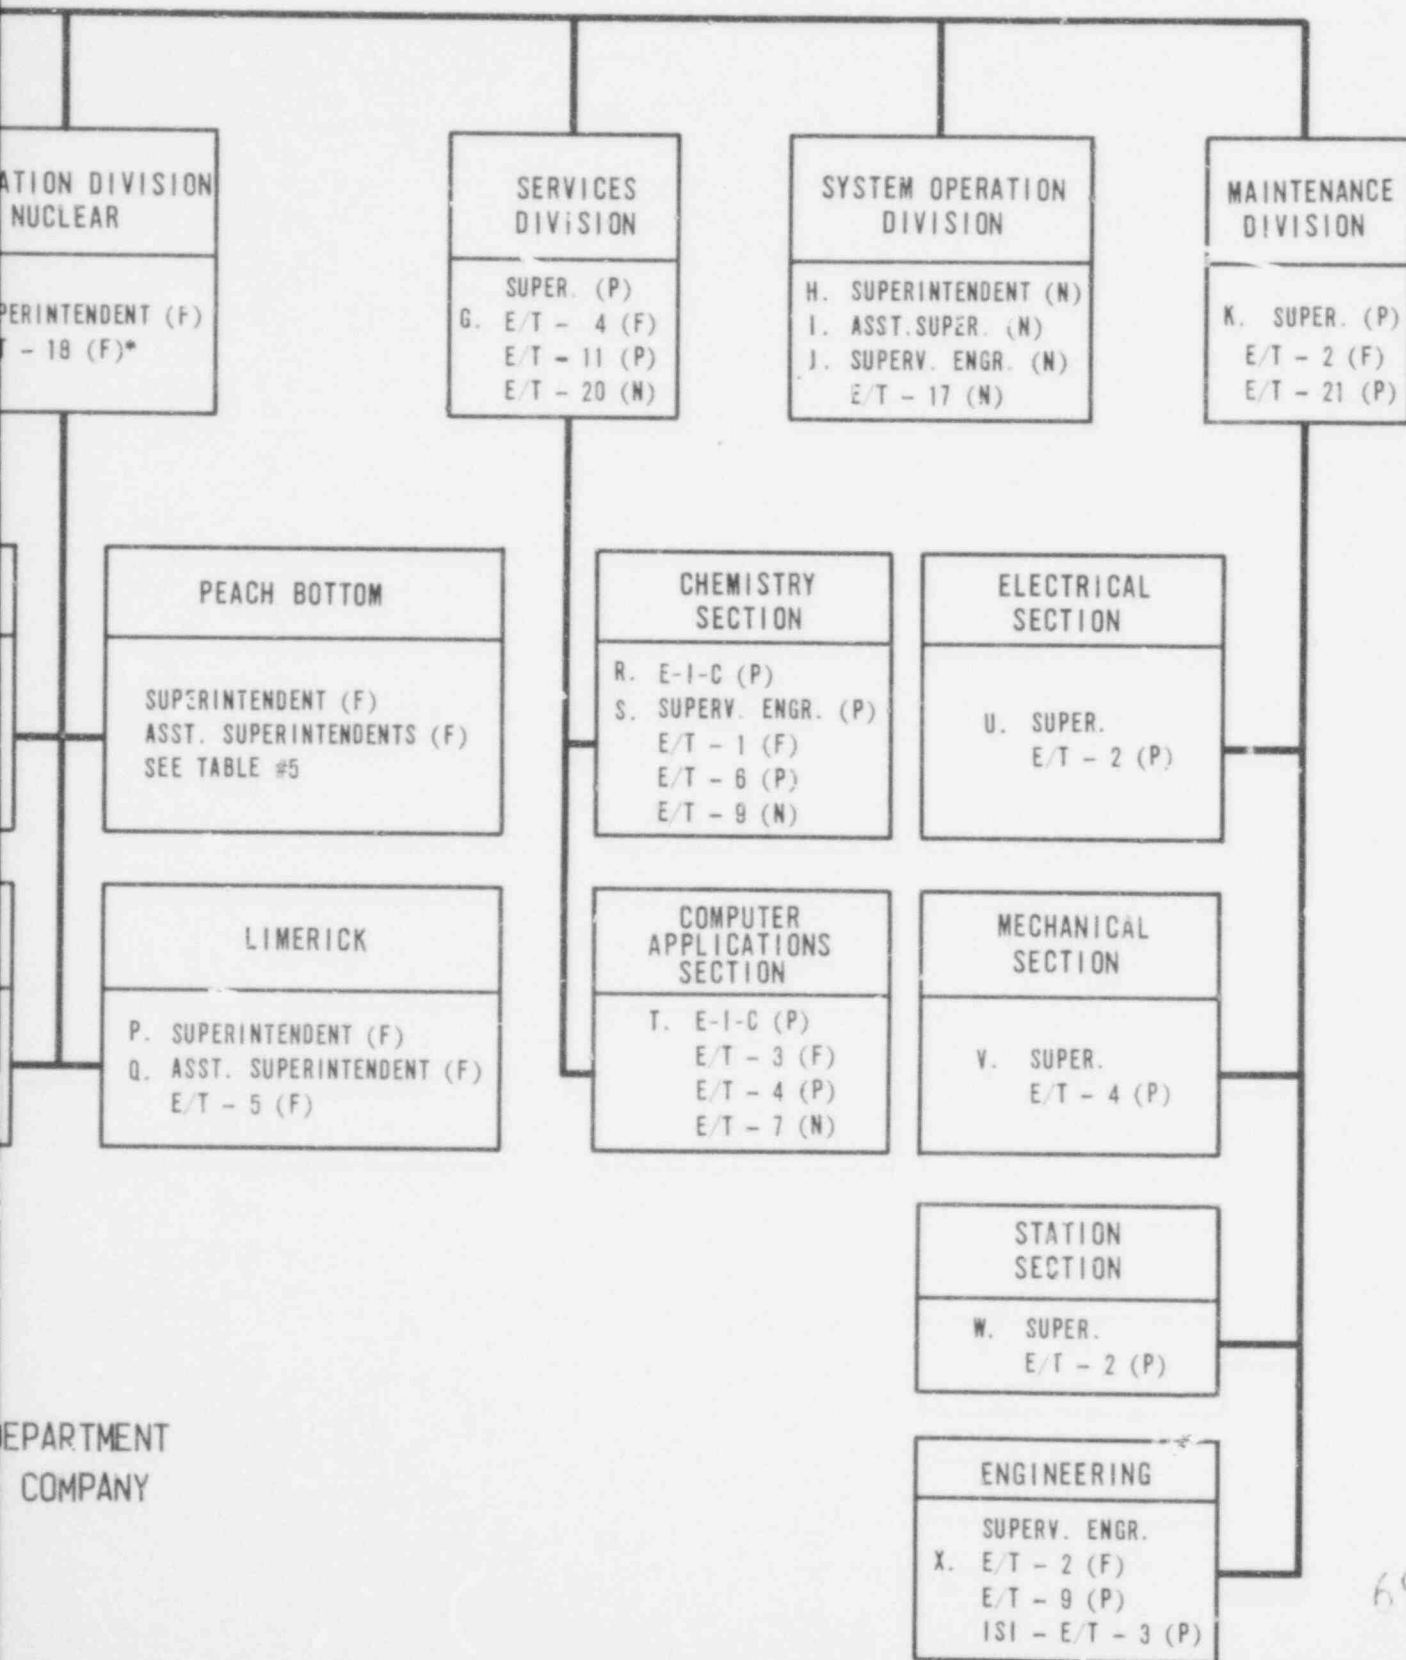 ATION DIVISION
NUCLEAR
PERINTENDENT (F)
T - 18 (F)*
SERVICES
DIVISION
SUPER. (P)
G. E/T - 4 (F)
E/T - 11 (P)
E/T - 20 (N)
SYSTEM OPERATION
DIVISION
H. SUPERINTENDENT (N)
I. ASST.SUPER. (N)
J. SUPERV. ENGR. (N)
E/T - 17 (N)
MAINTENANCE
DIVISION
K. SUPER. (P)
E/T - 2 (F)
E/T - 21 (P)
PEACH BOTTOM
SUPERINTENDENT (F)
ASST. SUPERINTENDENTS (F)
SEE TABLE #5
CHEMISTRY
SECTION
R. E-I-C (P)
S. SUPERV. ENGR. (P)
E/T - 1 (F)
E/T - 6 (P)
E/T - 9 (N)
ELECTRICAL
SECTION
U. SUPER.
E/T - 2 (P)
LIMERICK
P. SUPERINTENDENT (F)
Q. ASST. SUPERINTENDENT (F)
E/T - 5 (F)
COMPUTER
APPLICATIONS
SECTION
T. E-I-C (P)
E/T - 3 (F)
E/T - 4 (P)
E/T - 7 (N)
MECHANICAL
SECTION
V. SUPER.
E/T - 4 (P)
STATION
SECTION
W. SUPER.
E/T - 2 (P)
ENGINEERING
SUPERV. ENGR.
X. E/T - 2 (F)
E/T - 9 (P)
ISI - E/T - 3 (P)
EPARTMENT
COMPANY